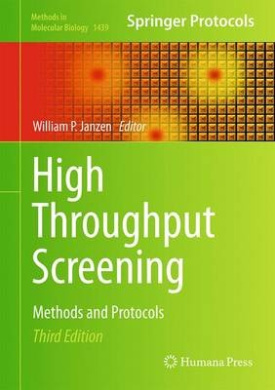 Methods in
Molecular Biology 1439
Springer Protocols
William P. Janzen Editor
High
Throughput
Screening
Methods and Protocols
Third Edition
Humana Press